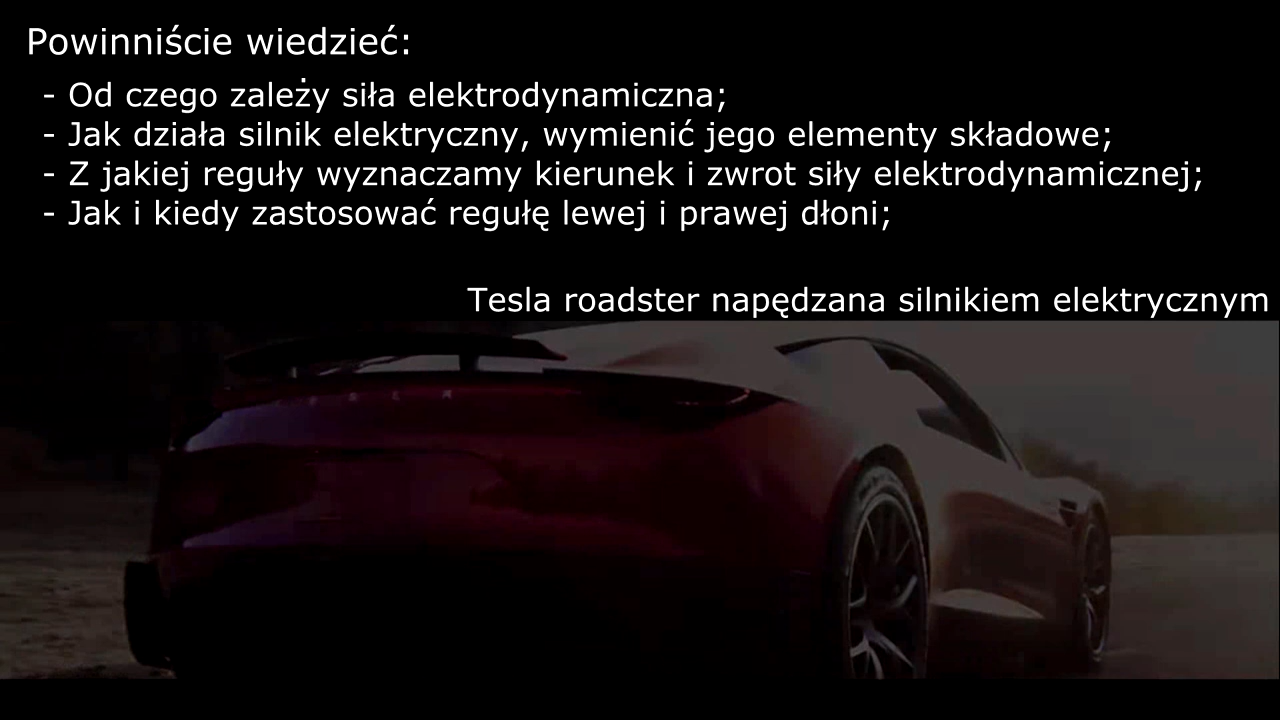 Powinniście wiedzieć:
- Od czego zależy siła elektrodynamiczna;
- Jak działa silnik elektryczny, wymienić jego elementy składowe;
- Z jakiej reguły wyznaczamy kierunek i zwrot siły elektrodynamicznej;
- Jak i kiedy zastosować regułę lewej i prawej dłoni;
Tesla roadster napędzana silnikiem elektrycznym